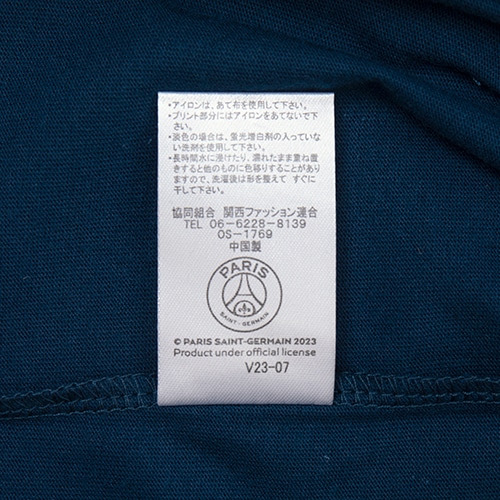 ・アイロンは、あて布を使用して下さい。
・プリント部分にはアイロンをあてないで下さい。
・淡色の場合は、蛍光増白剤の入っていない洗剤を使用して下さい。
・長時間水に浸けたり、濡れたまま重ね置きすると他のものに色移りすることがありますので、洗濯後は形を整えて すぐに干して下さい。
協同組合 関西ファッション連合
TEL 06-6228-8139
OS-1769
中国製
PARIS
SAINT-GERMAIN
© PARIS SAINT-GERMAIN 2023
Product under official license
V23-07